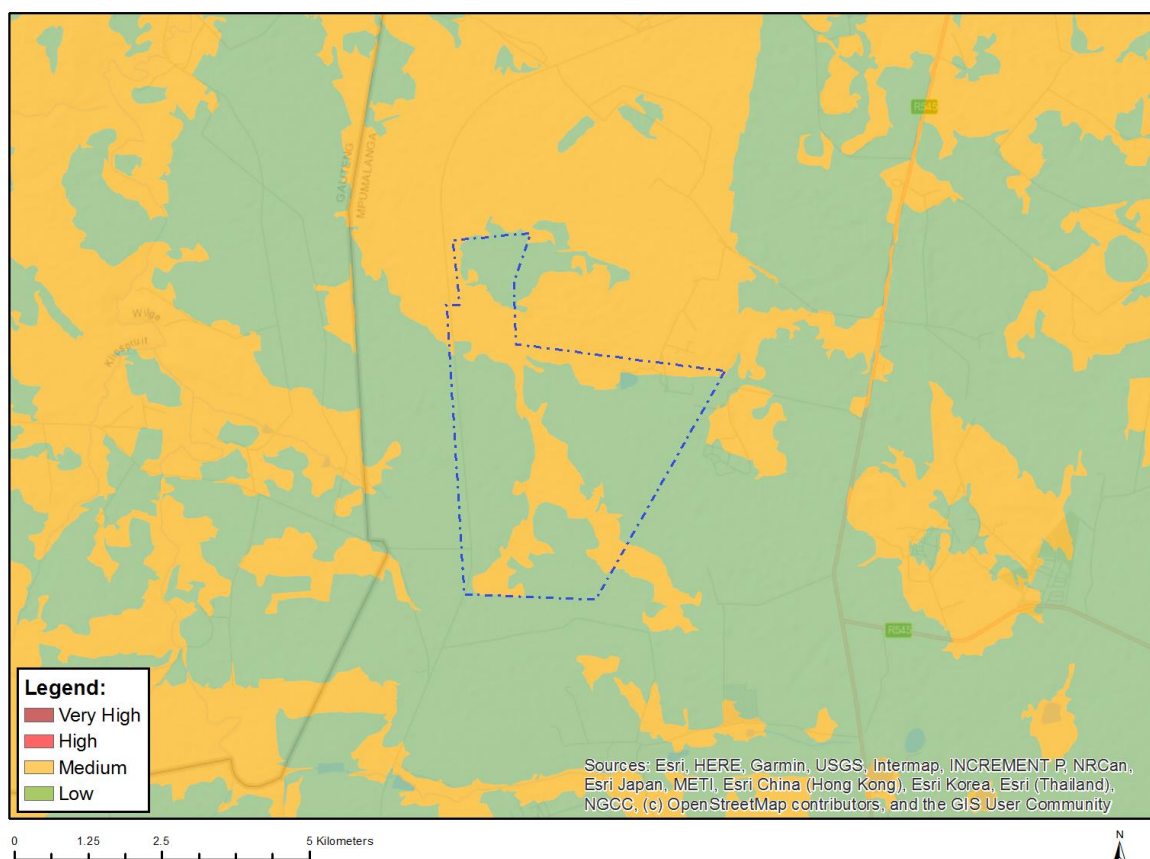 R545
GAUTENG
MPUMALANGA
Wilge
Klipspruit
R545
Legend:
Very High
High
Medium
Low
Sources: Esri, HERE, Garmin, USGS, Intermap, INCREMENT P, NRCan,
Esri Japan, METI, Esri China (Hong Kong), Esri Korea, Esri (Thailand),
NGCC, (c) OpenStreetMap contributors, and the GIS User Community
0 1.25 2.5 5 Kilometers
N